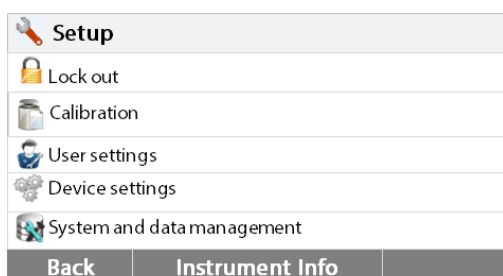 Setup
Lock out
Calibration
User settings
Device settings
System and data management
Back Instrument Info